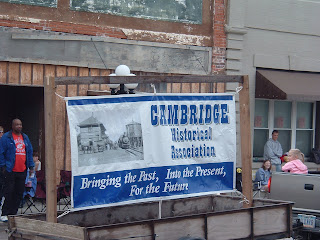 CAMBRIDGE
Historical
Association
Bringing the Past, Into the Present,
For the Future